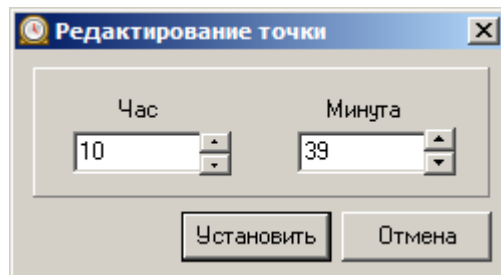 Редактирование точки
Час Минута
10 39
Установить Отмена